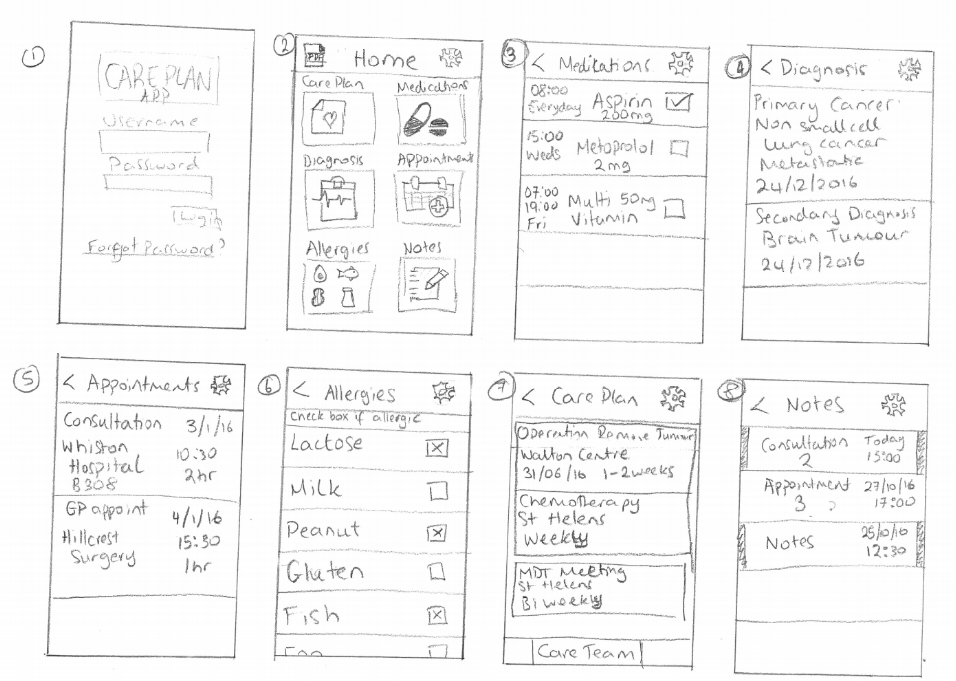 1
CAREPLAN
APP
Username
Password
Login
Forgot Password?
2
PDF
Home
Care Plan
Medications
Diagnosis
Appointments
Allergies
Notes
3
< Medications
08:00
Everyday
Aspirin
200mg
15:00
Weds
Metoprolol
2mg
07:00
19:00
Fri
Multi 50mg
Vitamin
4
< Diagnosis
Primary Cancer:
Non small cell
Lung cancer
Metastatic
24/12/2016
Secondary Diagnosis
Brain Tumour
24/12/2016
5
< Appointments
Consultation 3/1/16
Whiston 10:30
Hospital 2hr
B308
GP appoint 4/1/16
Hillcrest 15:30
Surgery 1hr
6
< Allergies
Check box if allergic
Lactose
Milk
Peanut
Gluten
Fish
Egg
7
< Care Plan
Operation Remove Tumour
Walton Centre
31/06/16 1-2 weeks
Chemotherapy
St Helens
Weekly
MDT Meeting
St Helens
Bi weekly
Care Team
8
< Notes
Consultation Today
2 15:00
Appointment 27/10/16
3 17:00
Notes 25/10/16
12:30